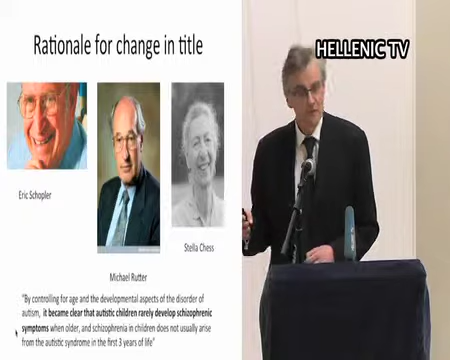 Rationale for change in title
HELLENIC TV
Eric Schopler
Stella Chess
Michael Rutter
"By controlling for age and the developmental aspects of the disorder of
autism, it became clear that autistic children rarely develop schizophrenic
symptoms when older, and schizophrenia in children does not usually arise
from the autistic syndrome in the first 3 years of life"